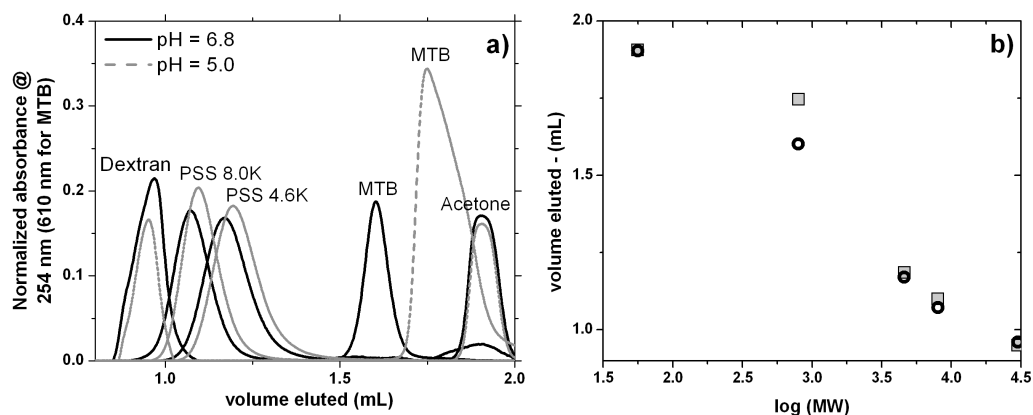 a)
pH = 6.8
pH = 5.0
MTB
Dextran
PSS 8.0K
PSS 4.6K
MTB
Acetone
Normalized absorbance @
254 nm (610 nm for MTB)
0.4
0.3
0.2
0.1
0.0
1.0 1.5 2.0
volume eluted (mL)
b)
volume eluted - (mL)
2.0
1.5
1.0
1.5 2.0 2.5 3.0 3.5 4.0 4.5
log (MW)